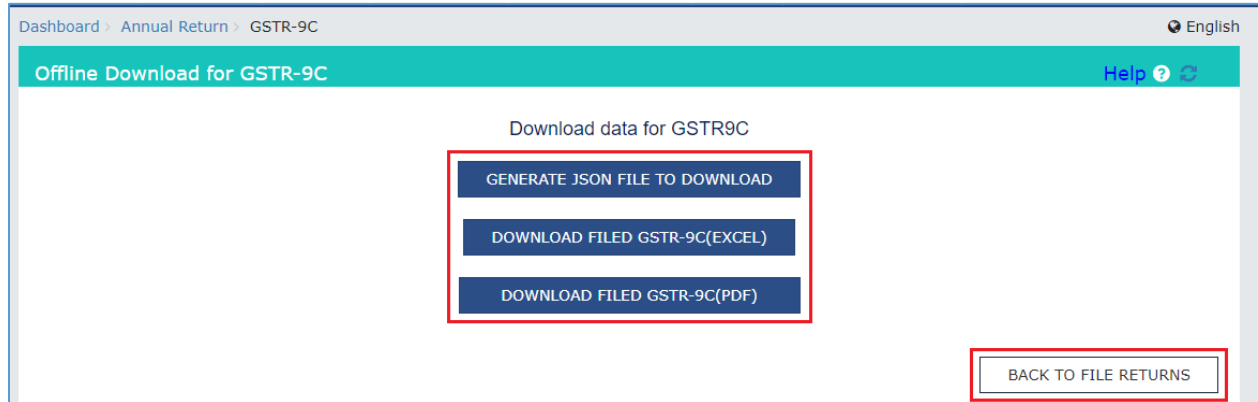 Dashboard > Annual Return > GSTR-9C English
Offline Download for GSTR-9C Help ?
Download data for GSTR9C
GENERATE JSON FILE TO DOWNLOAD
DOWNLOAD FILED GSTR-9C(EXCEL)
DOWNLOAD FILED GSTR-9C(PDF)
BACK TO FILE RETURNS